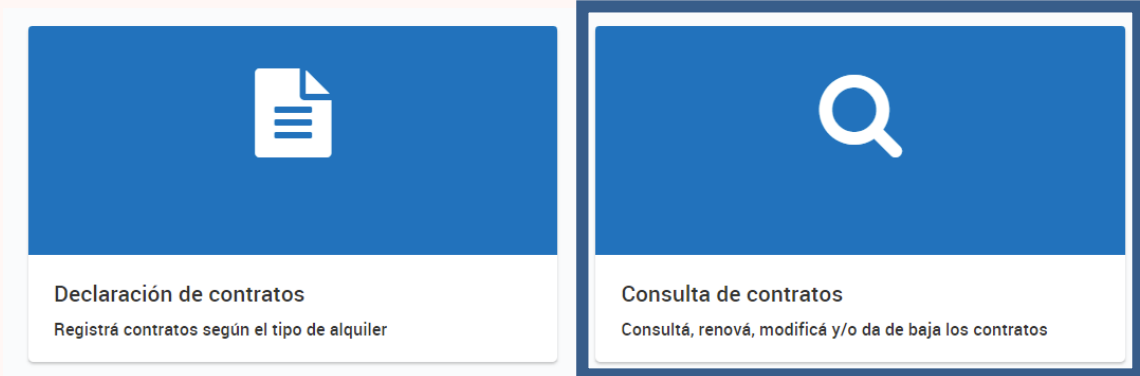 Declaración de contratos
Registrá contratos según el tipo de alquiler
Consulta de contratos
Consultá, renová, modificá y/o da de baja los contratos